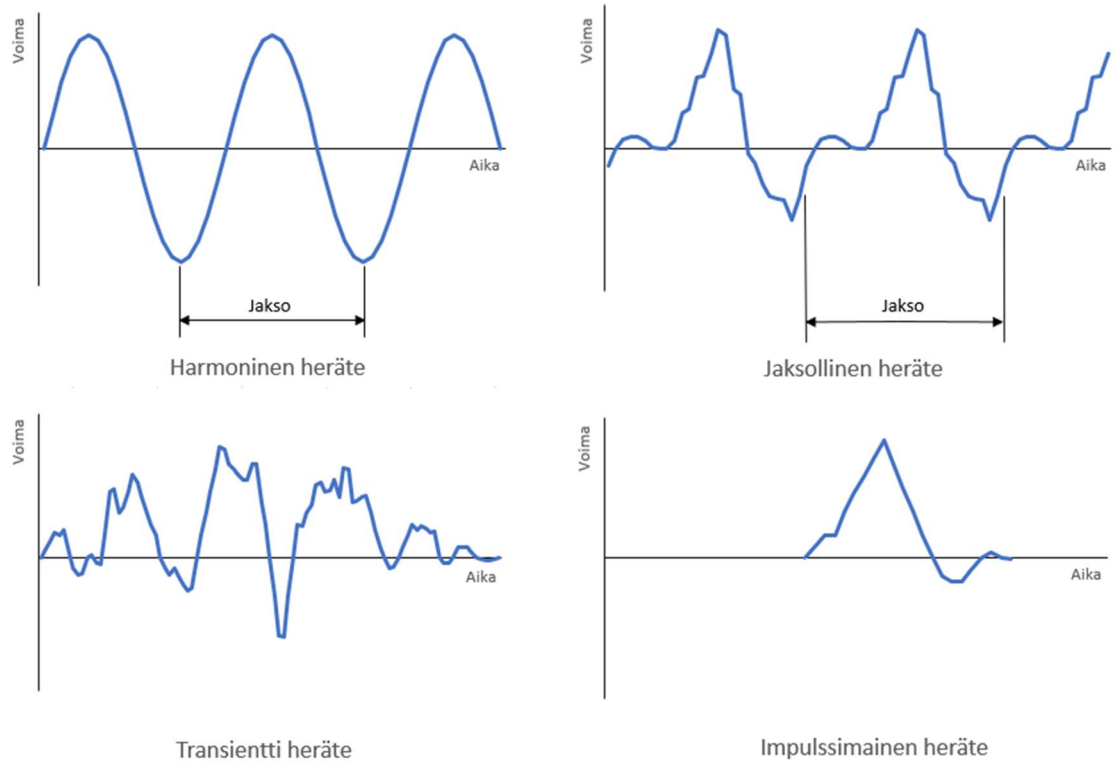 Voima
Aika
Jakso
Harmoninen heräte
Voima
Aika
Jakso
Jaksollinen heräte
Voima
Aika
Transientti heräte
Voima
Aika
Impulssimainen heräte